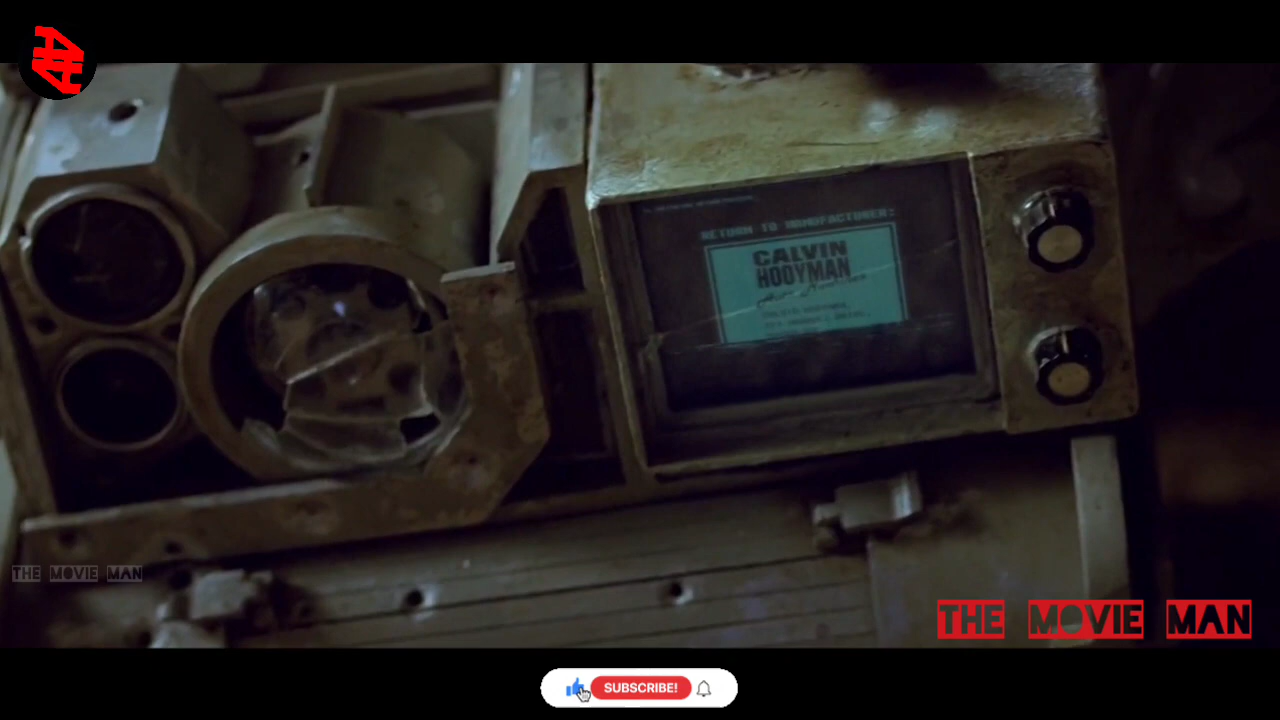 RETURN TO MANUFACTURER:
CALVIN
HOOYMAN
THE MOVIE MAN
THE MOVIE MAN
SUBSCRIBE!